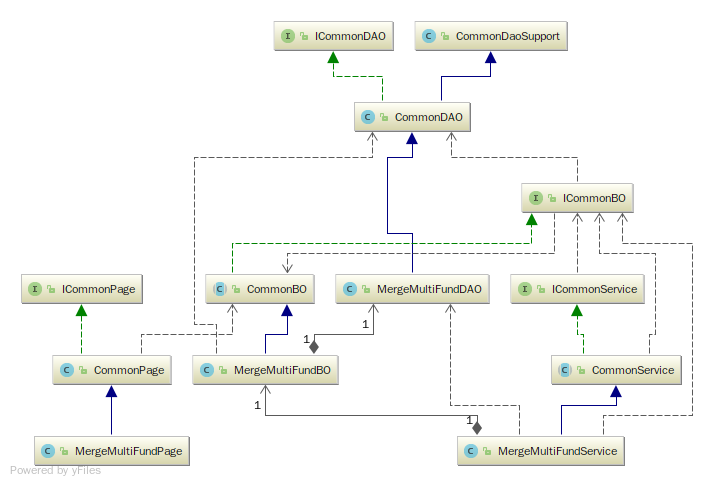 I ICommonDAO
C CommonDaoSupport
C CommonDAO
I ICommonBO
I ICommonPage
C CommonBO
C MergeMultiFundDAO
I ICommonService
1
1
C CommonPage
C MergeMultiFundBO
C CommonService
1
1
C MergeMultiFundPage
C MergeMultiFundService
Powered by yFiles